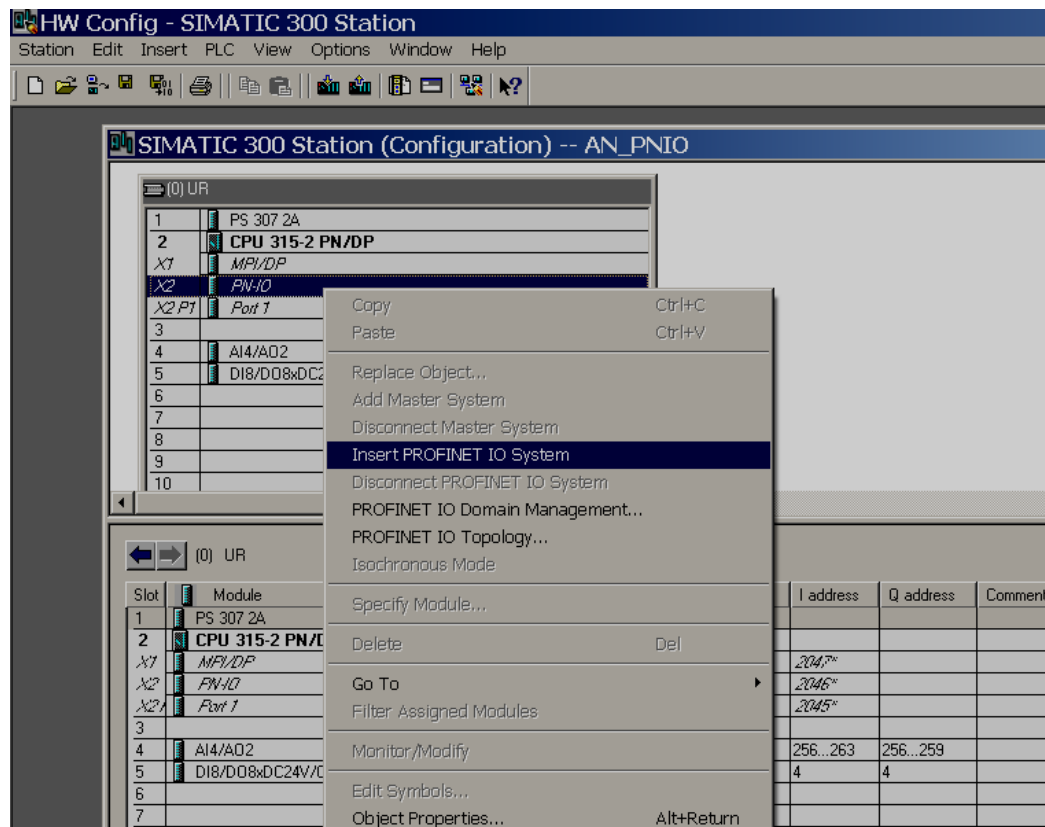 HW Config - SIMATIC 300 Station
Station Edit Insert PLC View Options Window Help
SIMATIC 300 Station (Configuration) -- AN_PNIO
(0) UR
1 PS 307 2A
2 CPU 315-2 PN/DP
X1 MPI/DP
X2 PN-IO
X2 P1 Port 1
3
4 AI4/AO2
5 DI8/DO8xDC2
6
7
8
9
10
Copy Ctrl+C
Paste Ctrl+V
Replace Object...
Add Master System
Disconnect Master System
Insert PROFINET IO System
Disconnect PROFINET IO System
PROFINET IO Domain Management...
PROFINET IO Topology...
Isochronous Mode
Specify Module...
Delete Del
Go To
Filter Assigned Modules
Monitor/Modify
Edit Symbols...
Object Properties... Alt+Return
(0) UR
Slot Module I address Q address Comment
1 PS 307 2A
2 CPU 315-2 PN/D
X1 MPI/DP 2047*
X2 PN-IO 2046*
X2 Port 1 2045*
3
4 AI4/AO2 256...263 256...259
5 DI8/DO8xDC24V/0 4 4
6
7